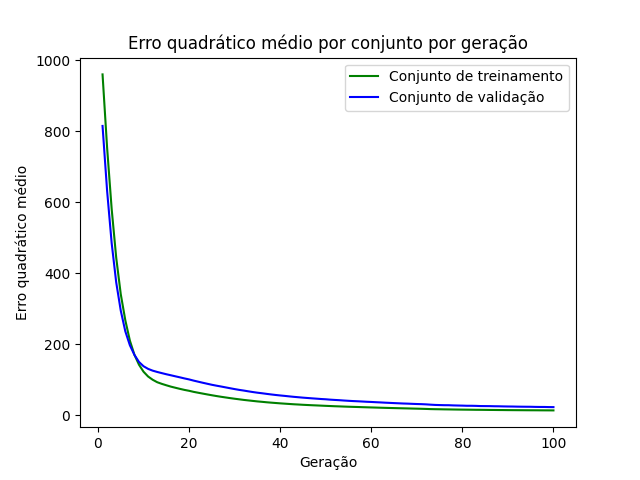 Erro quadrático médio por conjunto por geração
Conjunto de treinamento
Conjunto de validação
Erro quadrático médio
1000
800
600
400
200
0
0 20 40 60 80 100
Geração